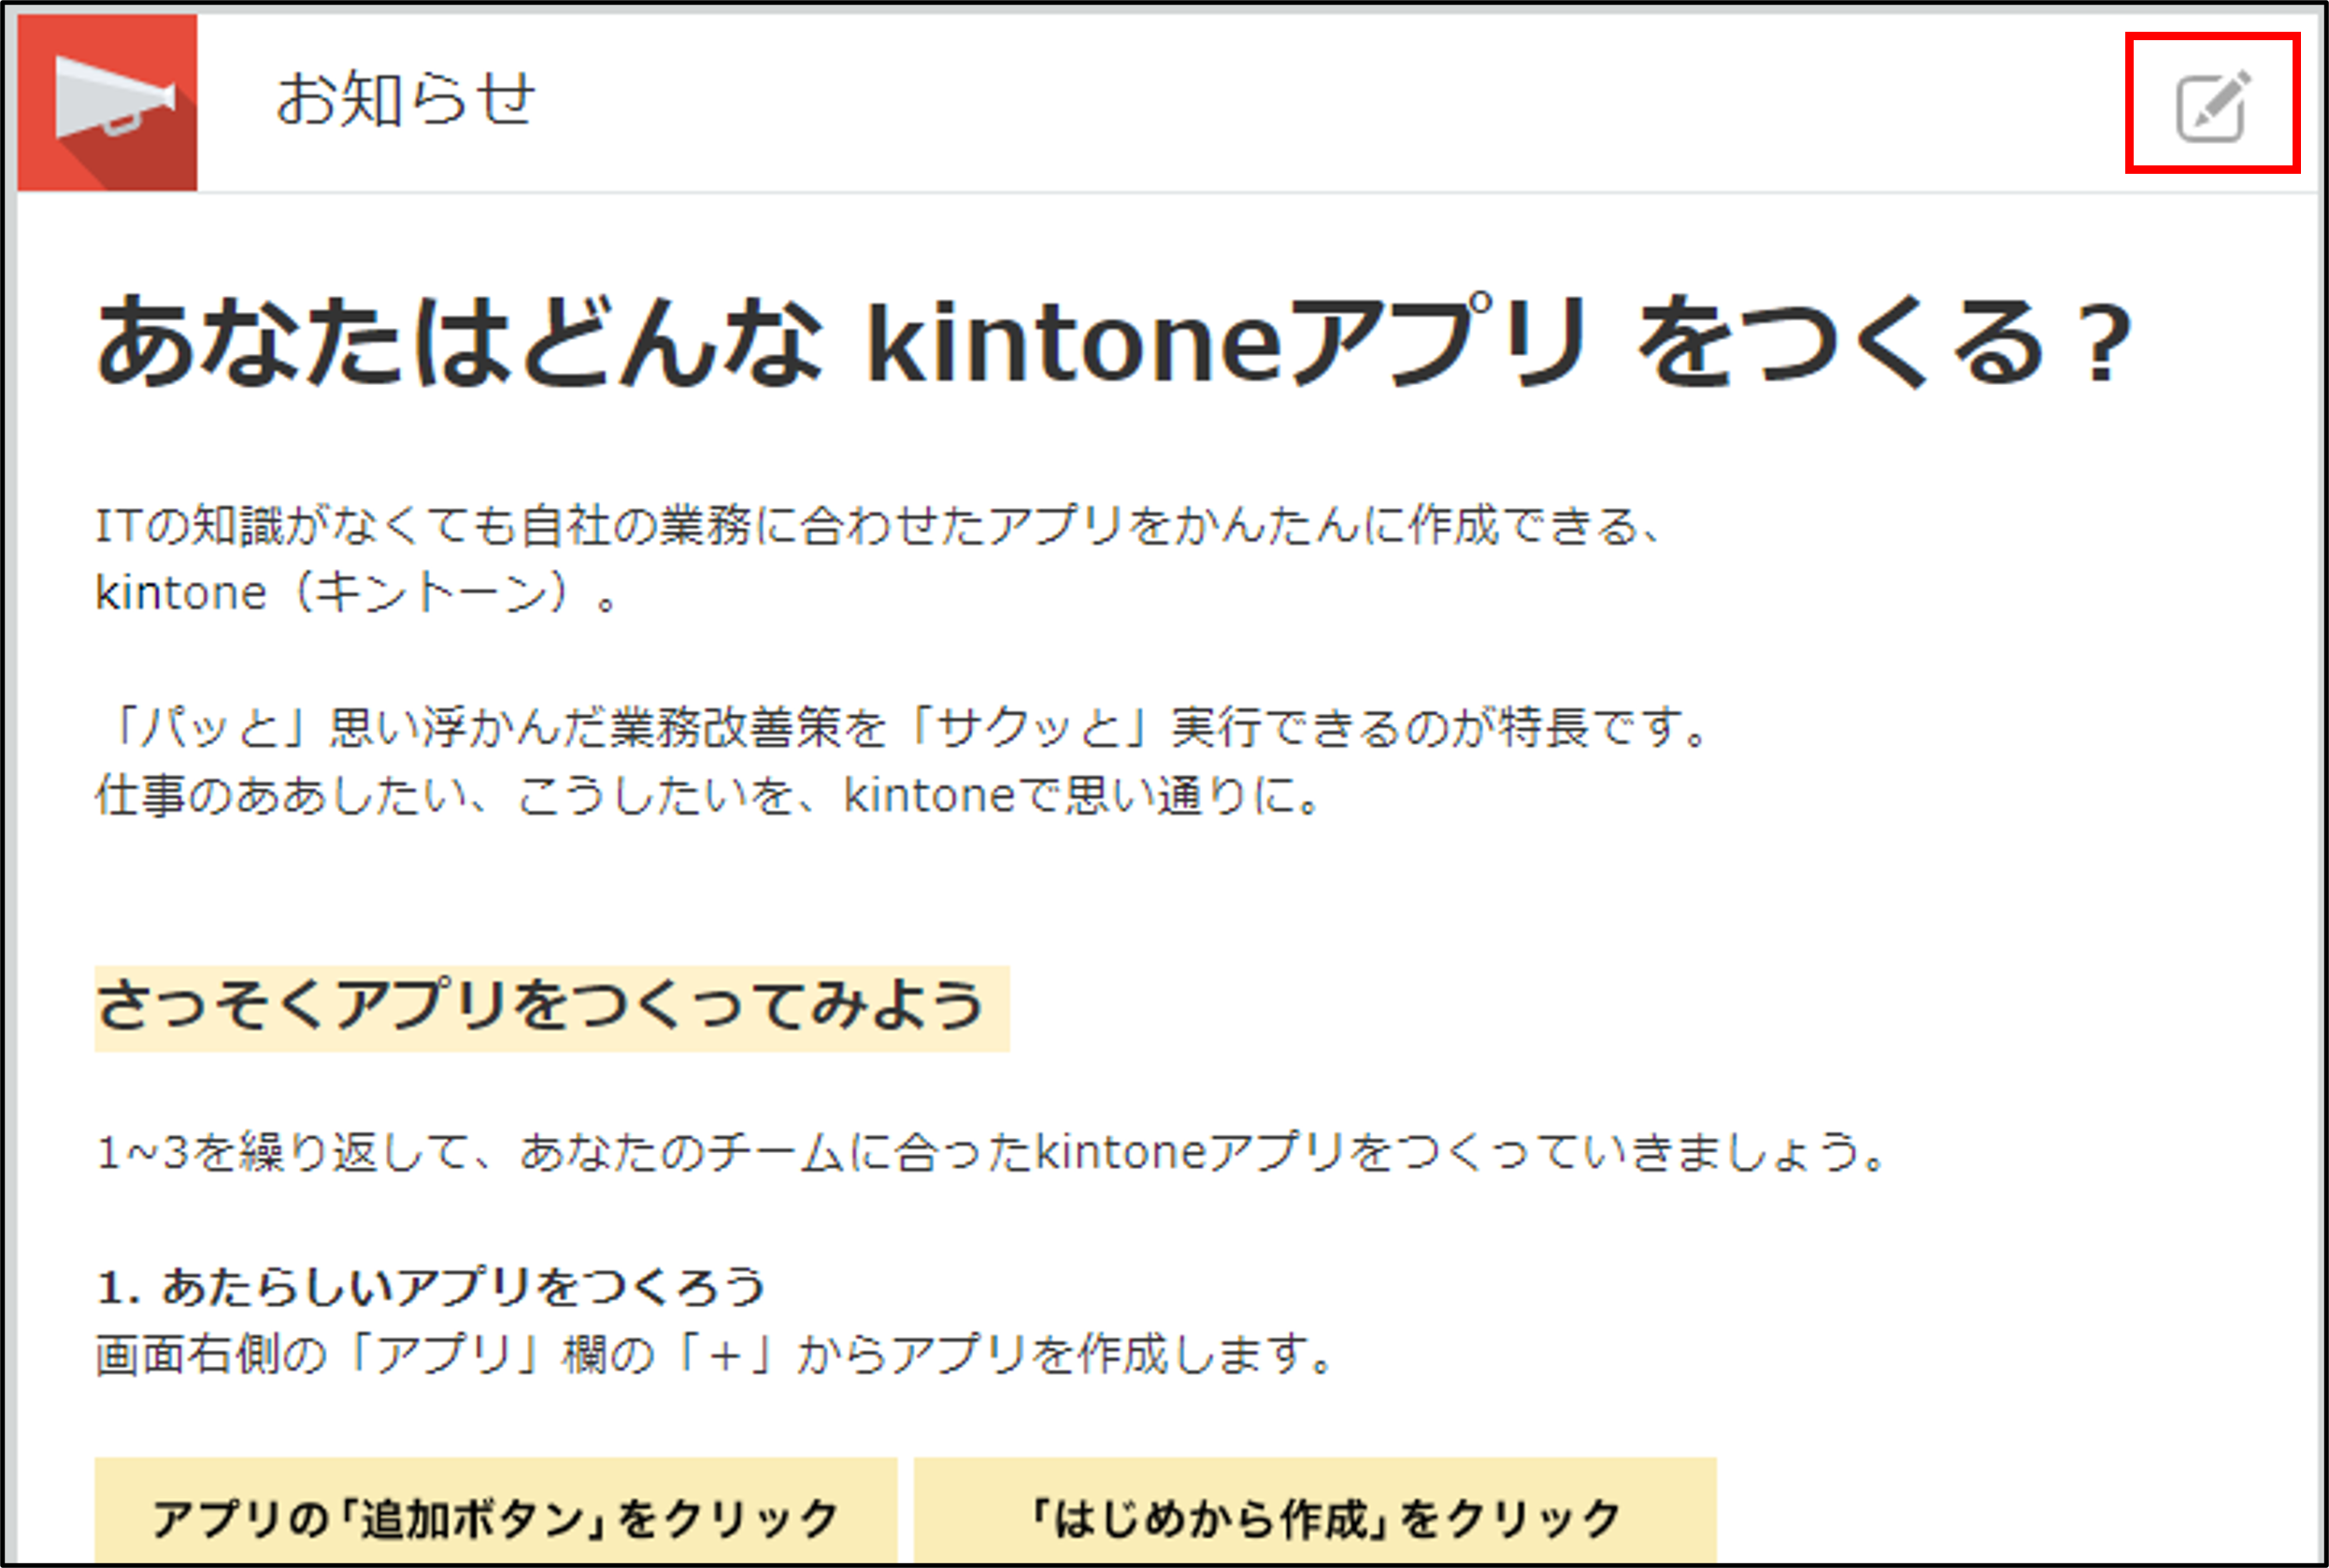 お知らせ
あなたはどんな kintoneアプリ をつくる？
ITの知識がなくても自社の業務に合わせたアプリをかんたんに作成できる、
kintone（キントーン）。
「パッと」思い浮かんだ業務改善策を「サクッと」実行できるのが特長です。
仕事のああしたい、こうしたいを、kintoneで思い通りに。
さっそくアプリをつくってみよう
1~3を繰り返して、あなたのチームに合ったkintoneアプリをつくっていきましょう。
1. あたらしいアプリをつくろう
画面右側の「アプリ」欄の「＋」からアプリを作成します。
アプリの「追加ボタン」をクリック
「はじめから作成」をクリック